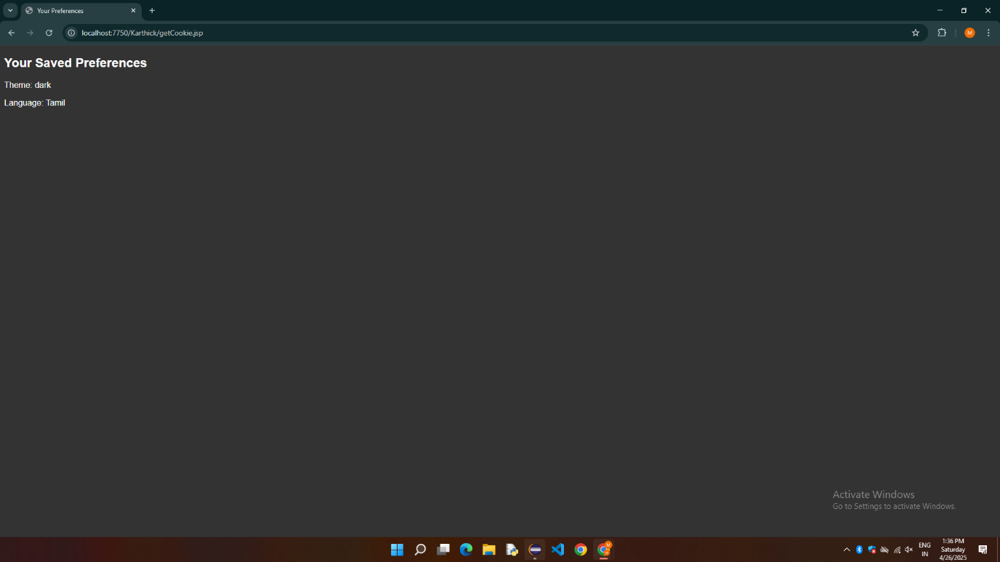 Your Preferences
localhost:7750/Karthick/getCookie.jsp
M
Your Saved Preferences
Theme: dark
Language: Tamil
Activate Windows
Go to Settings to activate Windows.
M
ENG
IN
1:36 PM
Saturday
4/26/2025